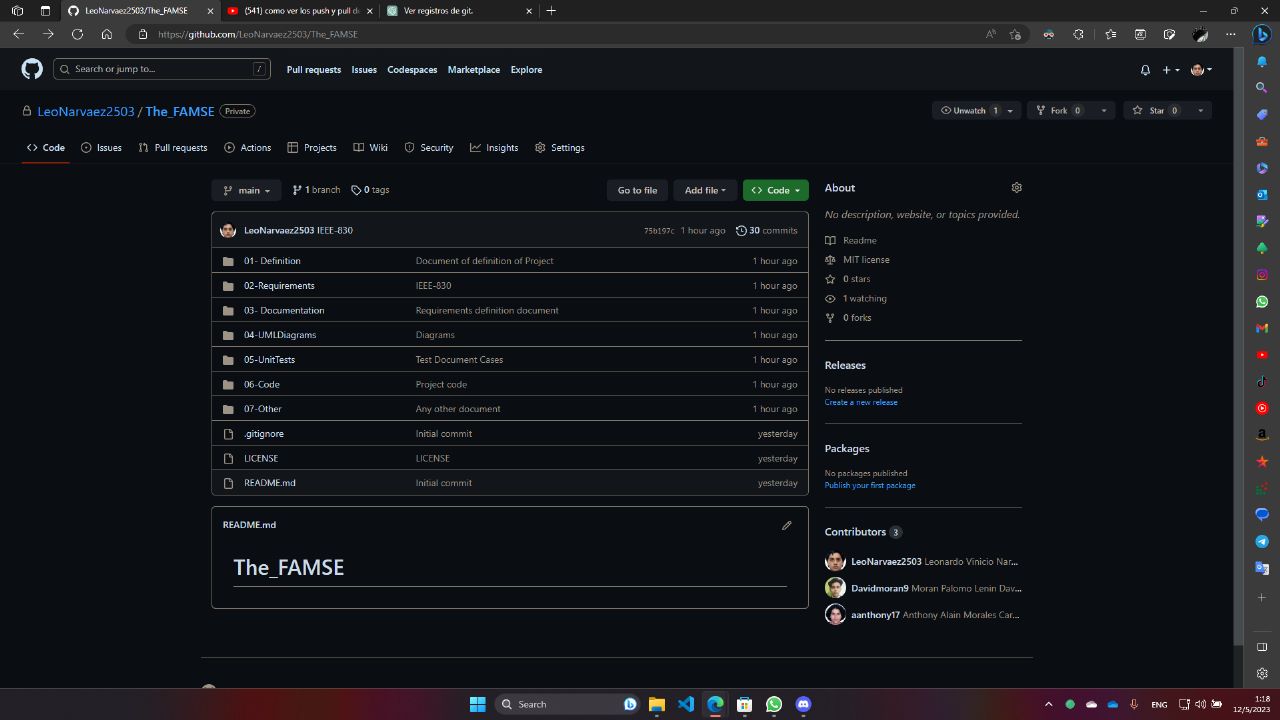 LeoNarvaez2503/The_FAMSE
(541) como ver los push y pull de
Ver registros de git.
https://github.com/LeoNarvaez2503/The_FAMSE
Search or jump to...
/
Pull requests
Issues
Codespaces
Marketplace
Explore
LeoNarvaez2503 / The_FAMSE
Private
Unwatch 1
Fork 0
Star 0
Code
Issues
Pull requests
Actions
Projects
Wiki
Security
Insights
Settings
main
1 branch
0 tags
Go to file
Add file
Code
LeoNarvaez2503 IEEE-830
75b197c 1 hour ago
30 commits
01- Definition Document of definition of Project 1 hour ago
02-Requirements IEEE-830 1 hour ago
03- Documentation Requirements definition document 1 hour ago
04-UMLDiagrams Diagrams 1 hour ago
05-UnitTests Test Document Cases 1 hour ago
06-Code Project code 1 hour ago
07-Other Any other document 1 hour ago
.gitignore Initial commit yesterday
LICENSE LICENSE yesterday
README.md Initial commit yesterday
README.md
The_FAMSE
About
No description, website, or topics provided.
Readme
MIT license
0 stars
1 watching
0 forks
Releases
No releases published
Create a new release
Packages
No packages published
Publish your first package
Contributors 3
LeoNarvaez2503 Leonardo Vinicio Nar...
Davidmoran9 Moran Palomo Lenin Dav...
aanthony17 Anthony Alain Morales Car...
Search
ENG
1:18
12/5/2023